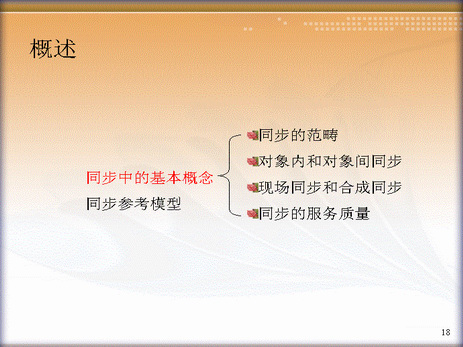 概述
同步中的基本概念
同步参考模型
同步的范畴
对象内和对象间同步
现场同步和合成同步
同步的服务质量
18